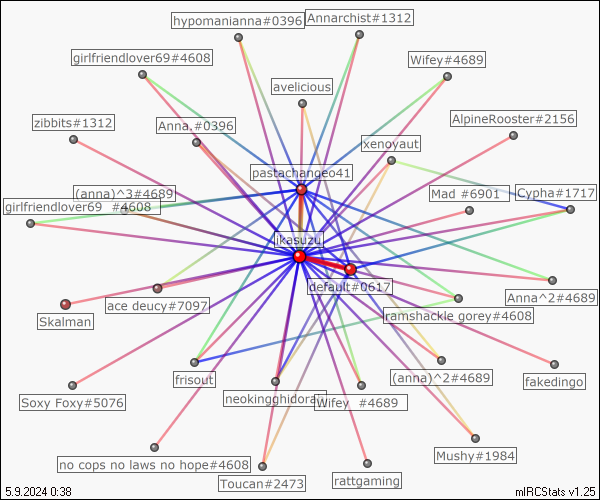 hypomanianna#0396
Annarchist#1312
girlfriendlover69#4608
Wifey#4689
avelicious
zibbits#1312
Anna.#0396
AlpineRooster#2156
xenoyaut
pastachangeo41
(anna)^3#4689
Mad #6901
Cypha#1717
girlfriendlover69 #4608
ikasuzu
default#0617
Anna^2#4689
ace deucy#7097
Skalman
ramshackle gorey#4608
frisout
(anna)^2#4689
fakedingo
Soxy Foxy#5076
neokingghidorah
Wifey #4689
no cops no laws no hope#4608
Mushy#1984
Toucan#2473
rattgaming
5.9.2024 0:38
mIRCStats v1.25